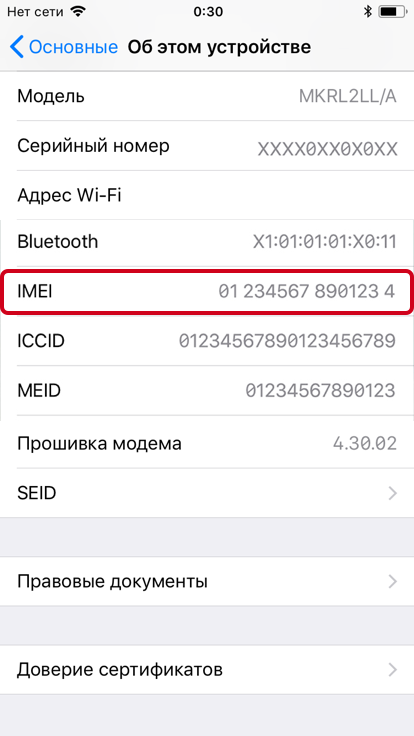 Нет сети 0:30
Основные Об этом устройстве
Модель MKRL2LL/A
Серийный номер XXXX0XX0X0XX
Адрес Wi-Fi
Bluetooth X1:01:01:01:X0:11
IMEI 01 234567 890123 4
ICCID 01234567890123456789
MEID 01234567890123
Прошивка модема 4.30.02
SEID
Правовые документы
Доверие сертификатов